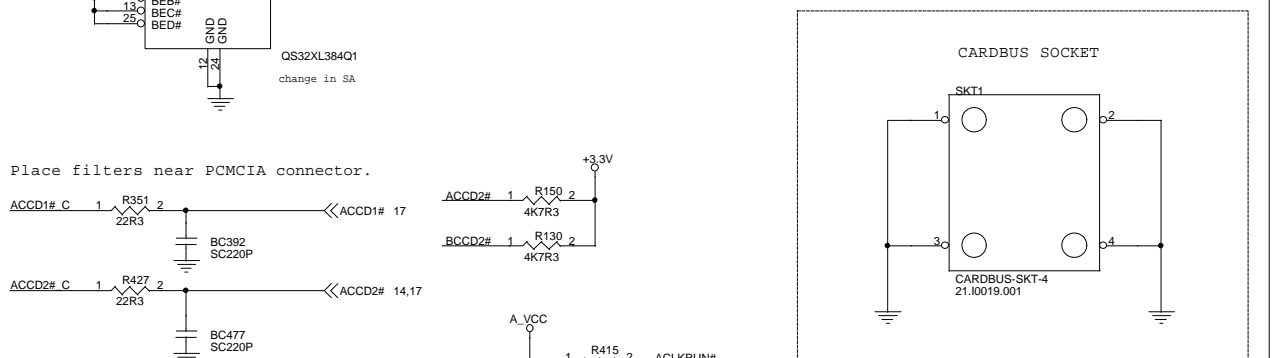 13 BEC#
25 BED#
GND
GND
12
24
QS32XL384Q1
change in SA
CARDBUS SOCKET
SKT1
1
2
3
4
CARDBUS-SKT-4
21.I0019.001
Place filters near PCMCIA connector.
ACCD1#_C 1 R351 2 ACCD1# 17
22R3
BC392
SC220P
ACCD2#_C 1 R427 2 ACCD2# 14,17
22R3
BC477
SC220P
+3.3V
ACCD2# 1 R150 2
4K7R3
BCCD2# 1 R130 2
4K7R3
A_VCC
1 R415 2 ACLKRUN#